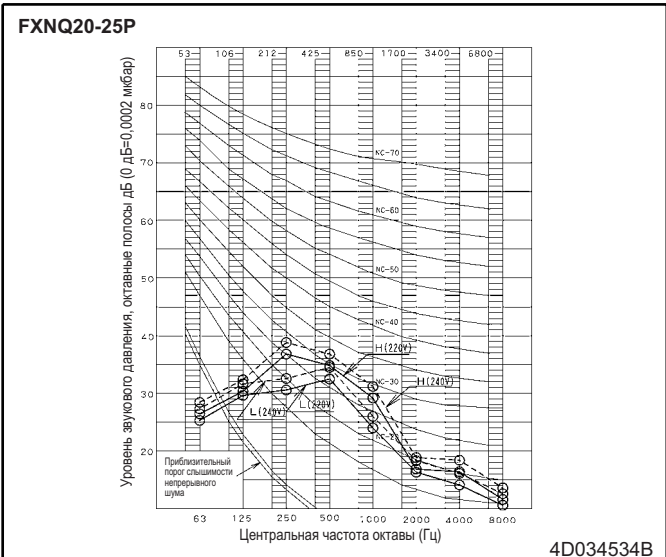 FXNQ20-25P
53 106 212 425 850 1700 3400 6800
Уровень звукового давления, октавные полосы дБ (0 дБ=0,0002 мкбар)
80
70
60
50
40
30
20
NC-70
NC-60
NC-50
NC-40
NC-30
NC-20
H(220V)
H(240V)
L(240V)
L(220V)
Приблизительный
порог слышимости
непрерывного
шума
63 125 250 500 1000 2000 4000 8000
Центральная частота октавы (Гц)
4D034534B